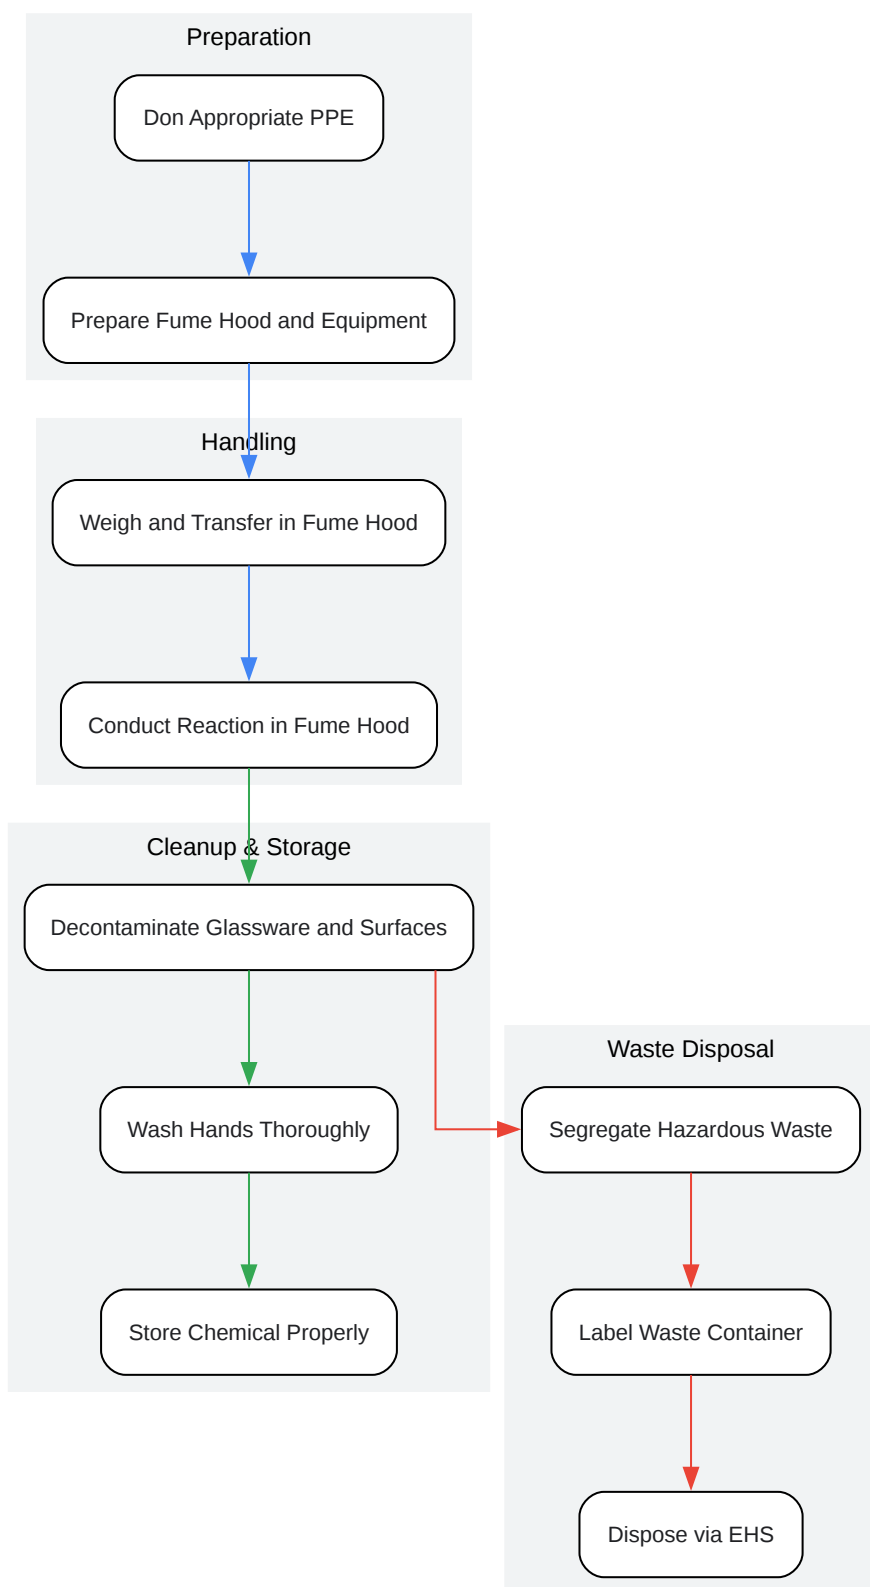 Preparation
Don Appropriate PPE
Prepare Fume Hood and Equipment
Handling
Weigh and Transfer in Fume Hood
Conduct Reaction in Fume Hood
Cleanup & Storage
Decontaminate Glassware and Surfaces
Wash Hands Thoroughly
Store Chemical Properly
Waste Disposal
Segregate Hazardous Waste
Label Waste Container
Dispose via EHS